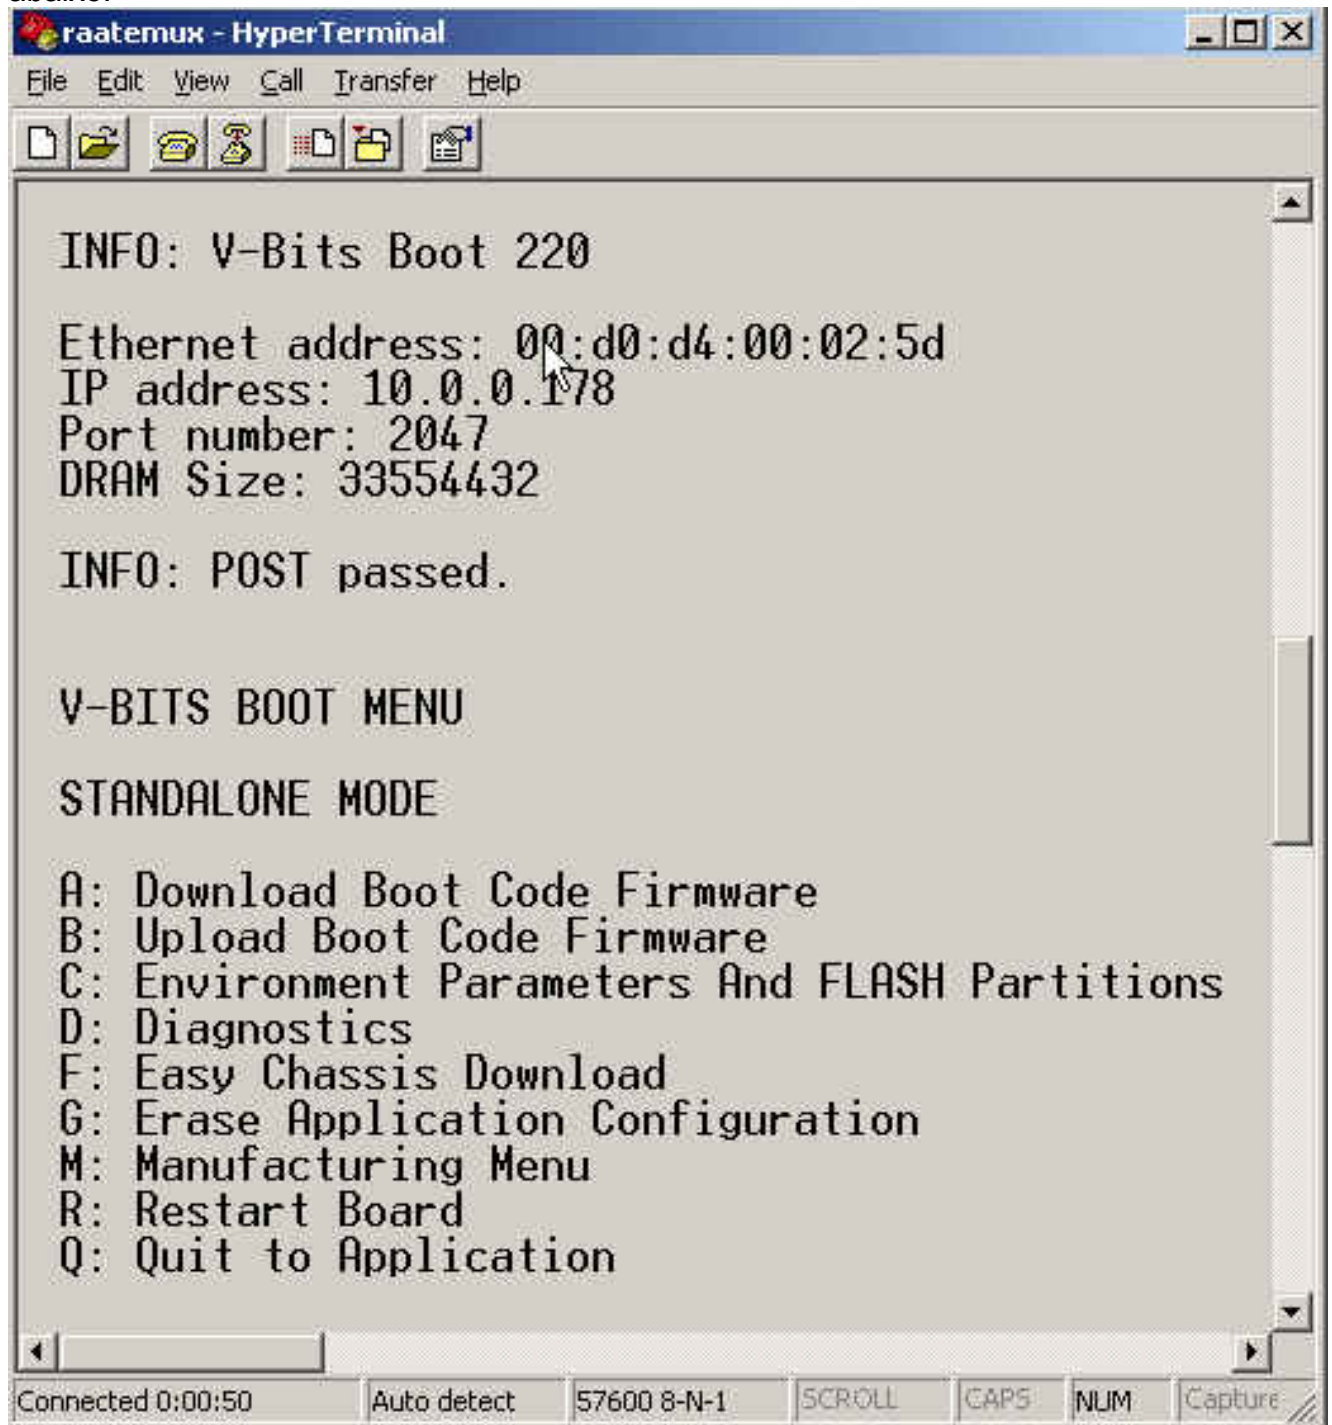 raatemux - HyperTerminal
File Edit View Call Transfer Help
INFO: V-Bits Boot 220
Ethernet address: 00:d0:d4:00:02:5d
IP address: 10.0.0.178
Port number: 2047
DRAM Size: 33554432
INFO: POST passed.
V-BITS BOOT MENU
STANDALONE MODE
A: Download Boot Code Firmware
B: Upload Boot Code Firmware
C: Environment Parameters And FLASH Partitions
D: Diagnostics
F: Easy Chassis Download
G: Erase Application Configuration
M: Manufacturing Menu
R: Restart Board
Q: Quit to Application
Connected 0:00:50 Auto detect 57600 8-N-1 SCROLL CAPS NUM Capture